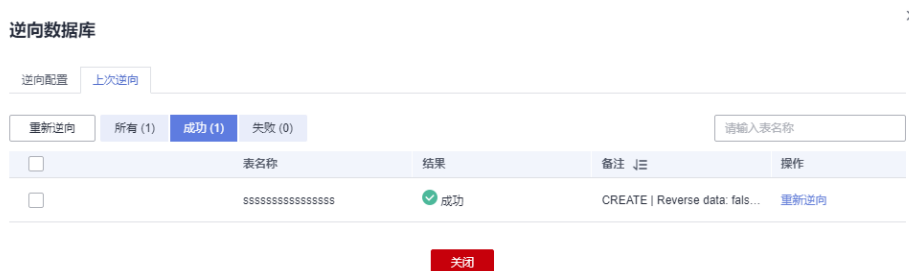 逆向数据库
逆向配置 上次逆向
重新逆向 所有 (1) 成功 (1) 失败 (0) 请输入表名称
表名称 结果 备注 操作
ssssssssssssssss 成功 CREATE | Reverse data: fals... 重新逆向
关闭